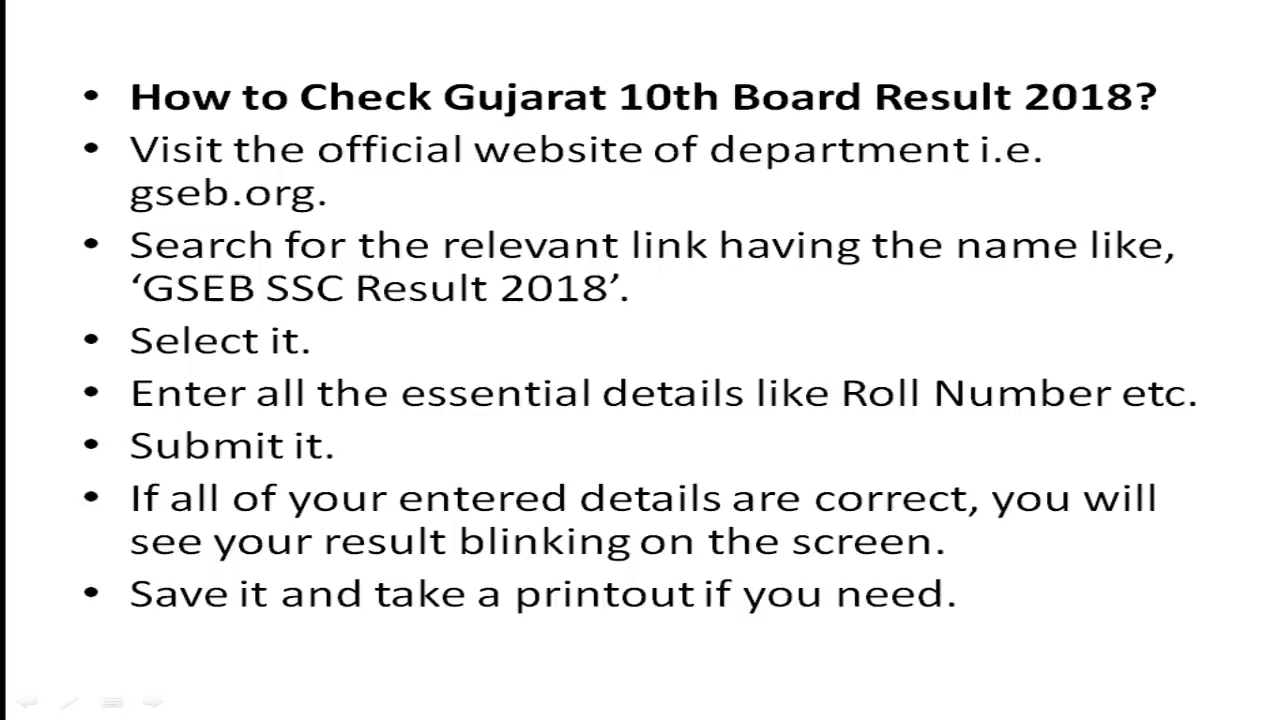 • How to Check Gujarat 10th Board Result 2018?
• Visit the official website of department i.e.
gseb.org.
• Search for the relevant link having the name like,
‘GSEB SSC Result 2018’.
• Select it.
• Enter all the essential details like Roll Number etc.
• Submit it.
• If all of your entered details are correct, you will
see your result blinking on the screen.
• Save it and take a printout if you need.